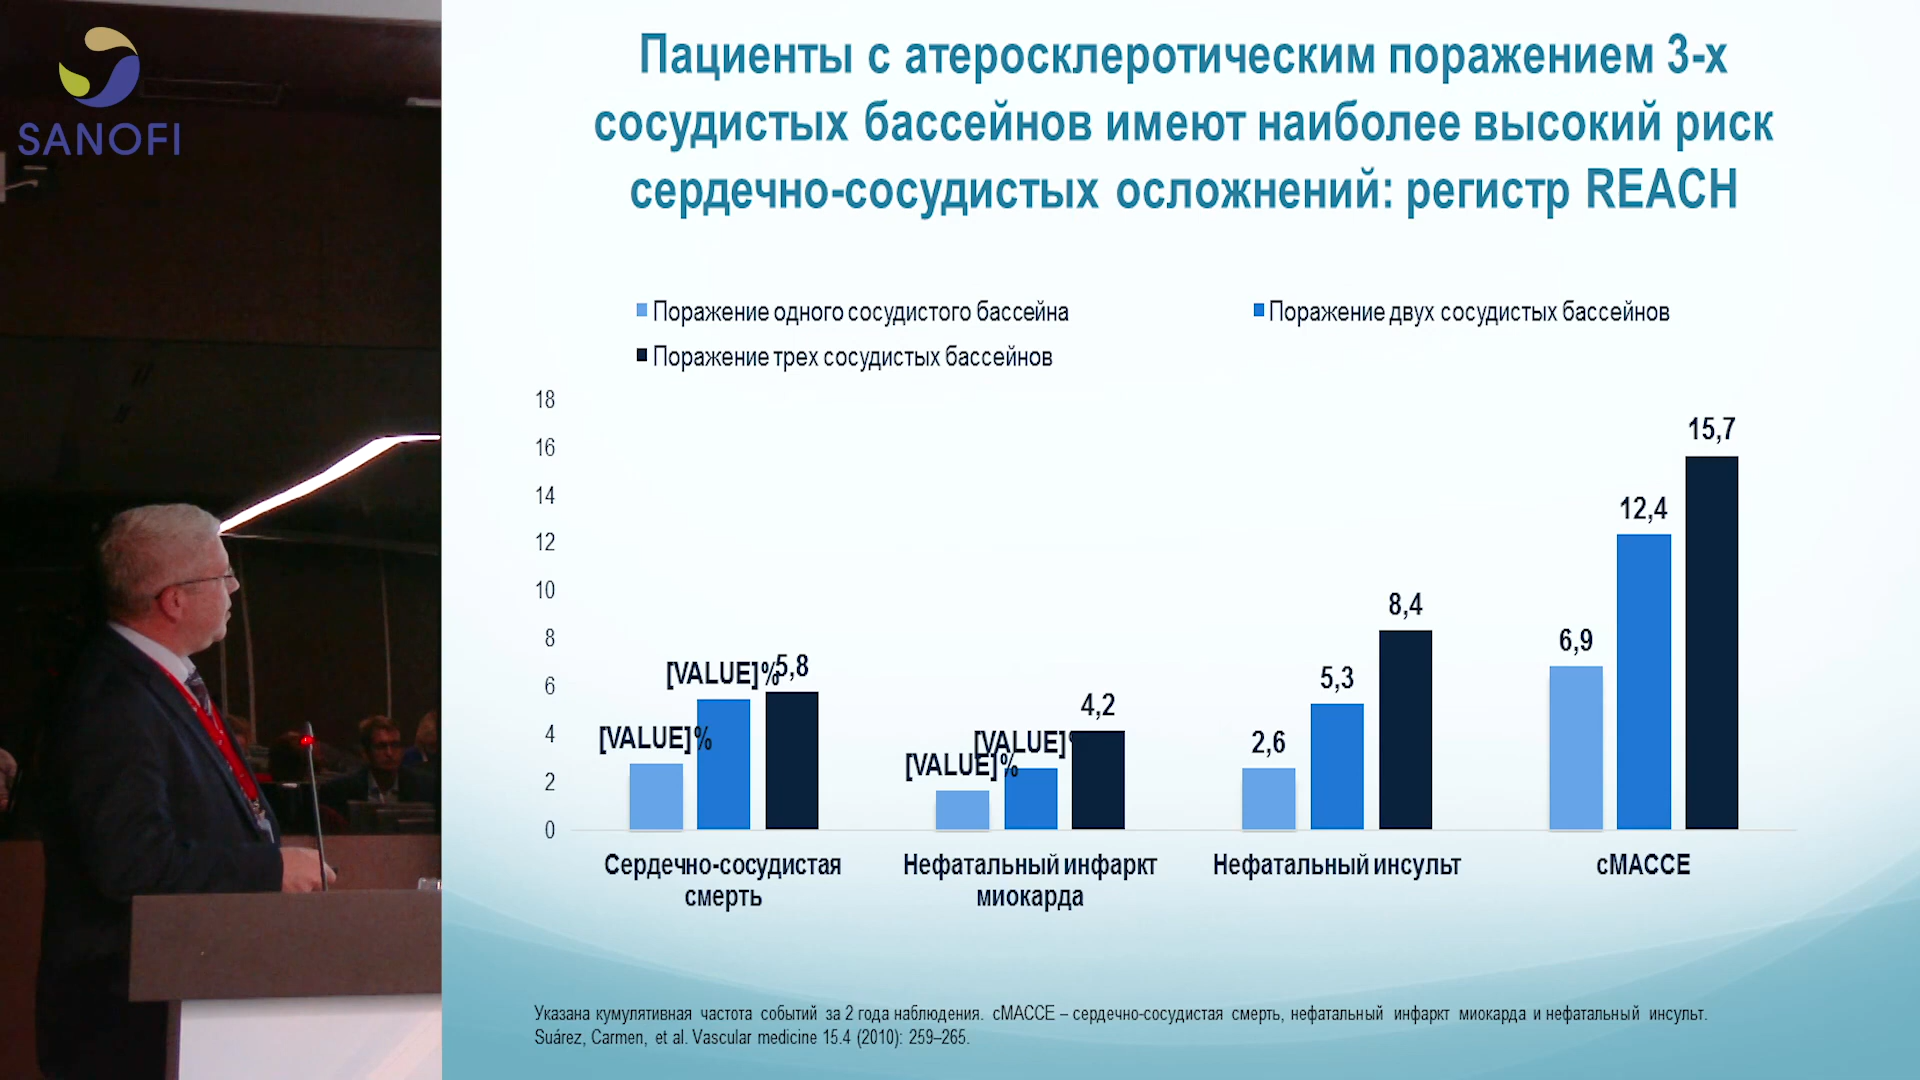 SANOFI
Пациенты с атеросклеротическим поражением 3-х
сосудистых бассейнов имеют наиболее высокий риск
сердечно-сосудистых осложнений: регистр REACH
Поражение одного сосудистого бассейна
Поражение двух сосудистых бассейнов
Поражение трех сосудистых бассейнов
18
16
14
12
10
8
6
4
2
0
[VALUE]%
[VALUE]%
5,8
[VALUE]%
[VALUE]%
4,2
2,6
5,3
8,4
6,9
12,4
15,7
Сердечно-сосудистая
смерть
Нефатальный инфаркт
миокарда
Нефатальный инсульт
cMACCE
Указана кумулятивная частота событий за 2 года наблюдения. cMACCE – сердечно-сосудистая смерть, нефатальный инфаркт миокарда и нефатальный инсульт.
Suárez, Carmen, et al. Vascular medicine 15.4 (2010): 259–265.